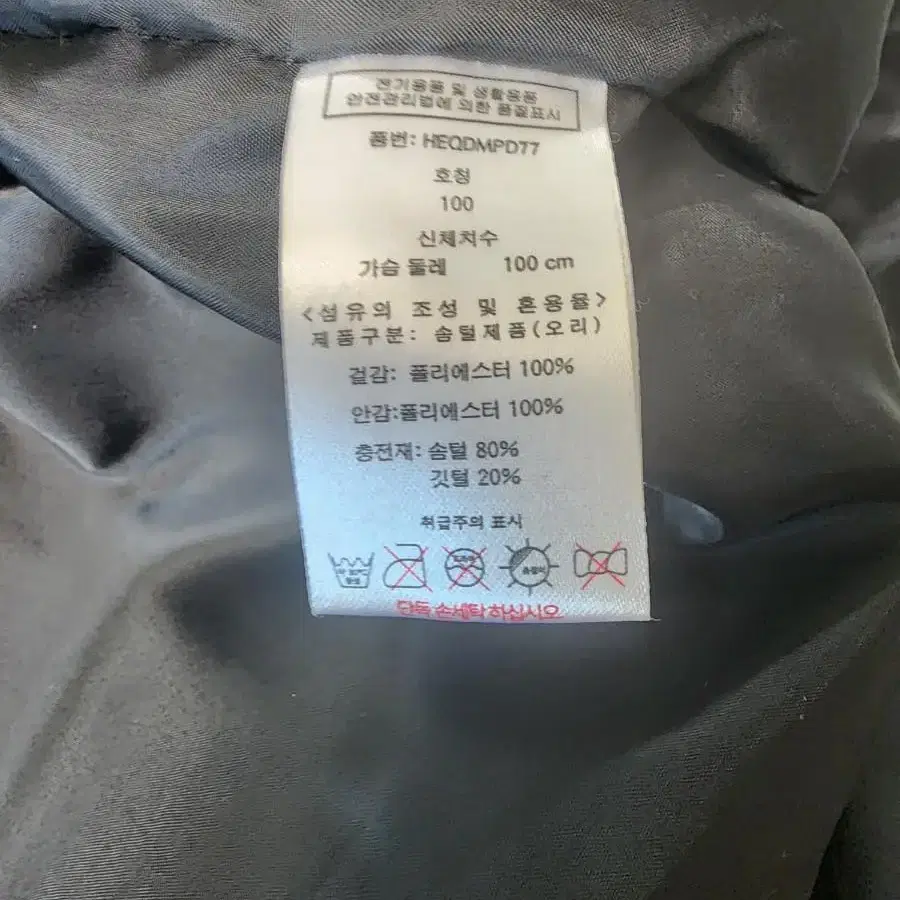 전기용품 및 생활용품
안전관리법에 의한 품질표시
품번: HEQDMPD77
호칭
100
신체치수
가슴 둘레 100 cm
<섬유의 조성 및 혼용율>
제품구분: 솜털제품(오리)
겉감: 폴리에스터 100%
안감:폴리에스터 100%
충전재: 솜털 80%
깃털 20%
취급주의 표시
단독 손세탁 하십시오